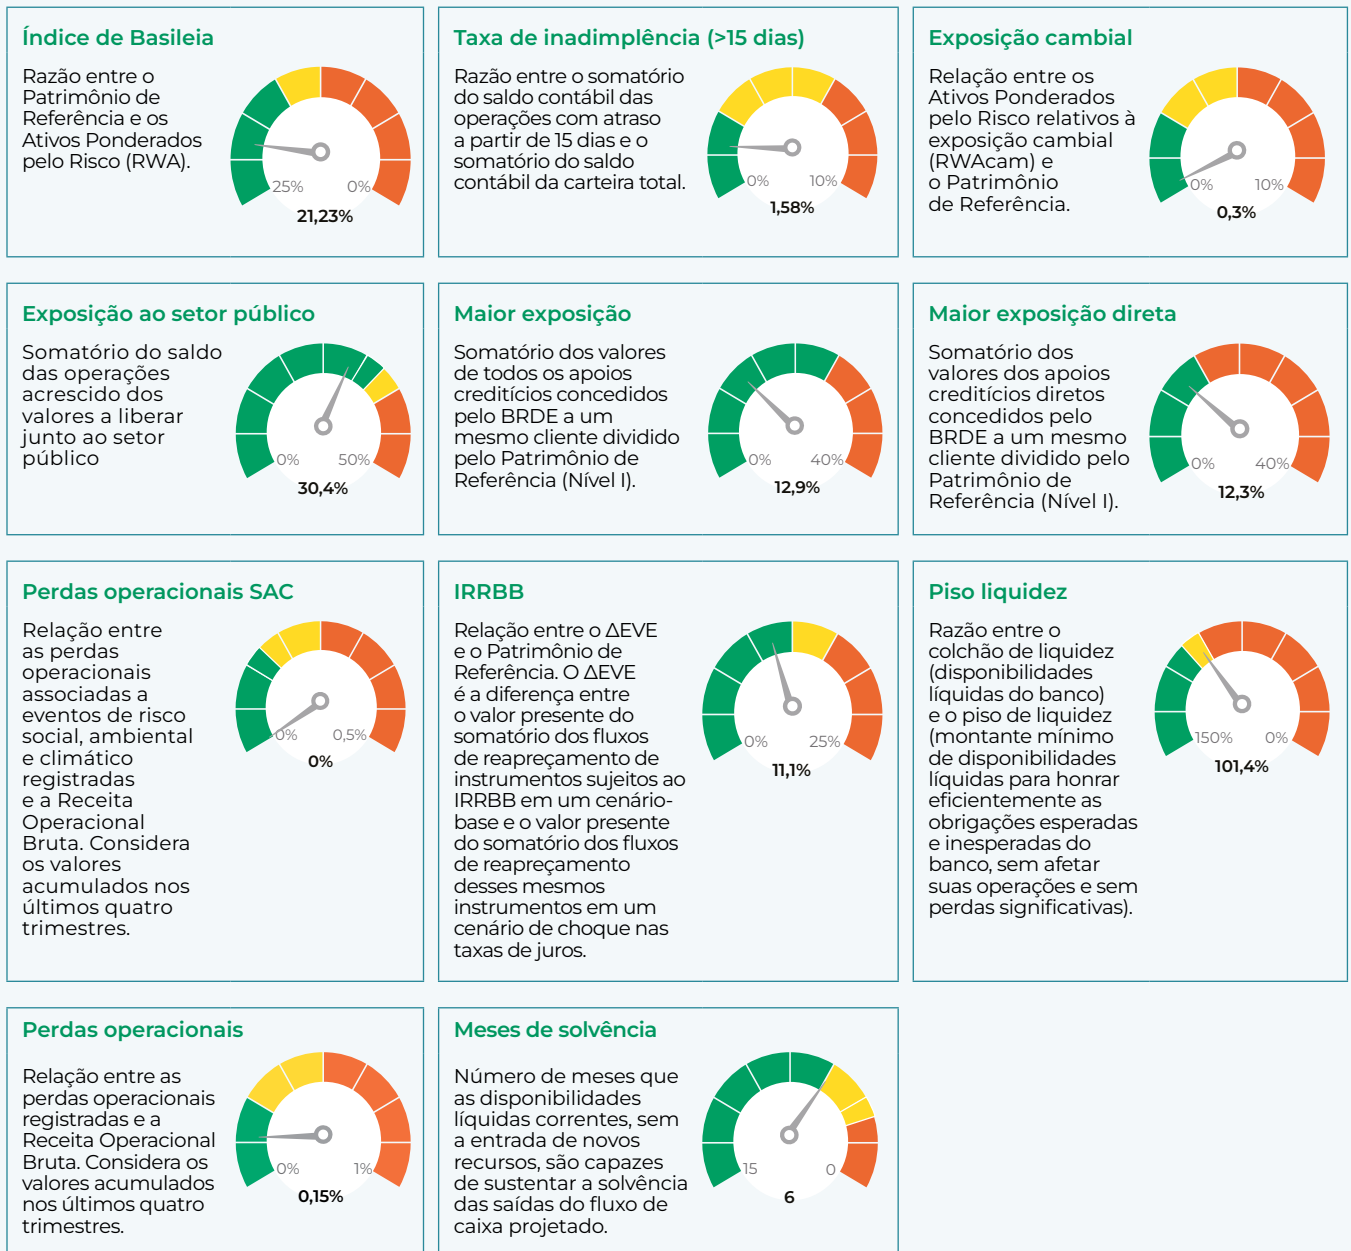 Índice de Basileia
Razão entre o
Patrimônio de
Referência e os
Ativos Ponderados
pelo Risco (RWA).
25%
0%
21,23%
Taxa de inadimplência (>15 dias)
Razão entre o somatório
do saldo contábil das
operações com atraso
a partir de 15 dias e o
somatório do saldo
contábil da carteira total.
0%
10%
1,58%
Exposição cambial
Relação entre os
Ativos Ponderados
pelo Risco relativos à
exposição cambial
(RWAcam) e
o Patrimônio
de Referência.
0%
10%
0,3%
Exposição ao setor público
Somatório do saldo
das operações
acrescido dos
valores a liberar
junto ao setor
público
0%
50%
30,4%
Maior exposição
Somatório dos valores
de todos os apoios
creditícios concedidos
pelo BRDE a um
mesmo cliente dividido
pelo Patrimônio de
Referência (Nível I).
0%
40%
12,9%
Maior exposição direta
Somatório dos
valores dos apoios
creditícios diretos
concedidos pelo
BRDE a um mesmo
cliente dividido pelo
Patrimônio de
Referência (Nível I).
0%
40%
12,3%
Perdas operacionais SAC
Relação entre
as perdas
operacionais
associadas a
eventos de risco
social, ambiental
e climático
registradas
e a Receita
Operacional
Bruta. Considera
os valores
acumulados nos
últimos quatro
trimestres.
0%
0,5%
0%
IRRBB
Relação entre o ΔEVE
e o Patrimônio de
Referência. O ΔEVE
é a diferença entre
o valor presente do
somatório dos fluxos
de reapreçamento de
instrumentos sujeitos ao
IRRBB em um cenário-
base e o valor presente
do somatório dos fluxos
de reapreçamento
desses mesmos
instrumentos em um
cenário de choque nas
taxas de juros.
0%
25%
11,1%
Piso liquidez
Razão entre o
colchão de liquidez
(disponibilidades
líquidas do banco)
e o piso de liquidez
(montante mínimo
de disponibilidades
líquidas para honrar
eficientemente as
obrigações esperadas
e inesperadas do
banco, sem afetar
suas operações e sem
perdas significativas).
150%
0%
101,4%
Perdas operacionais
Relação entre as
perdas operacionais
registradas e a
Receita Operacional
Bruta. Considera os
valores acumulados
nos últimos quatro
trimestres.
0%
1%
0,15%
Meses de solvência
Número de meses que
as disponibilidades
líquidas correntes, sem
a entrada de novos
recursos, são capazes
de sustentar a solvência
das saídas do fluxo de
caixa projetado.
15
0
6